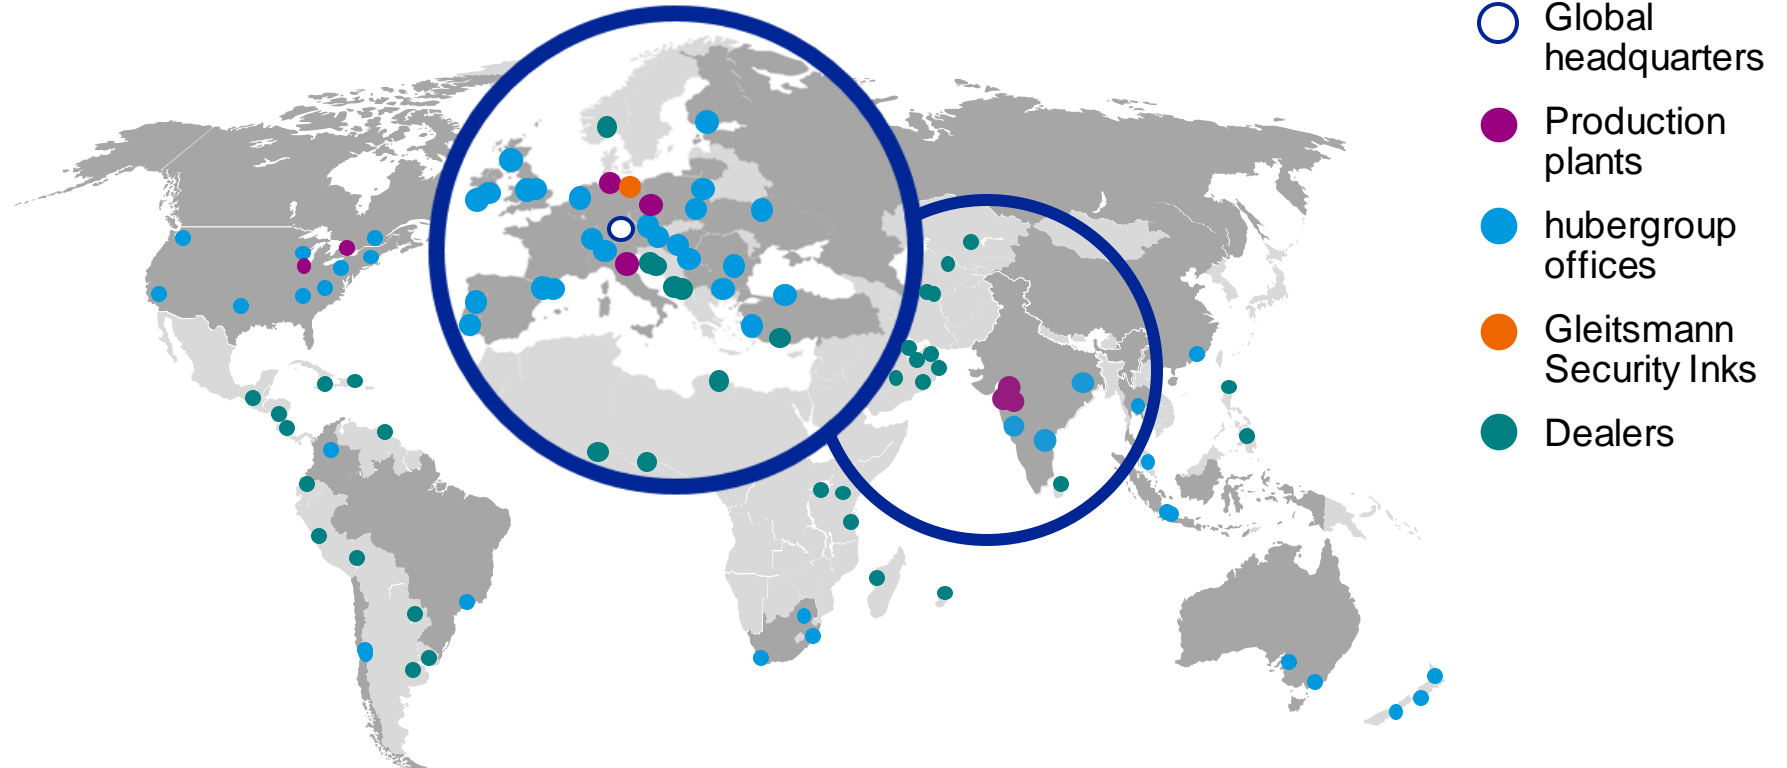 Global
headquarters
Production
plants
hubergroup
offices
Gleitsmann
Security Inks
Dealers